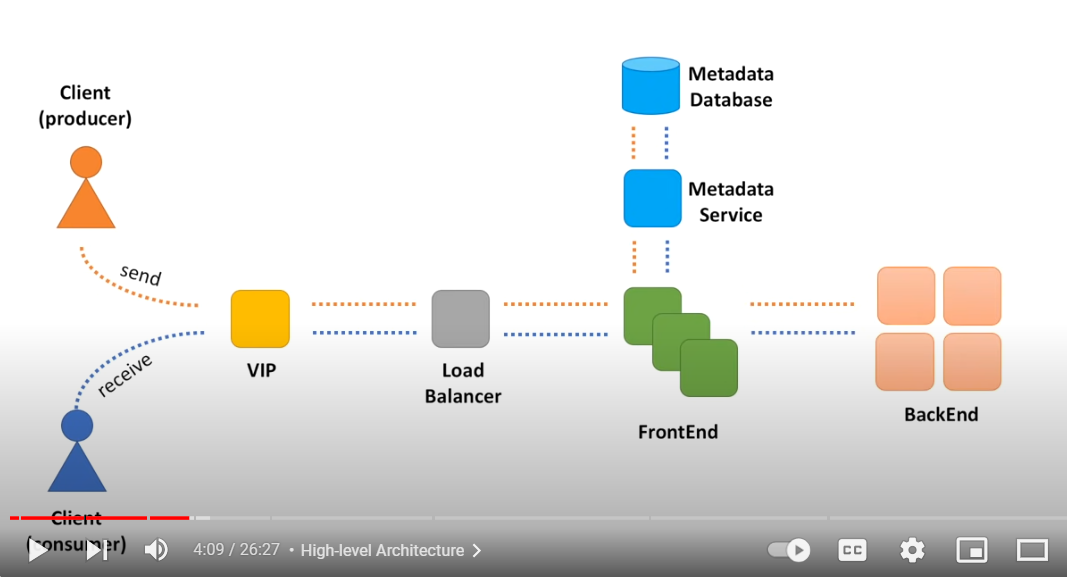 Client
(producer)
send
receive
Client
(consumer)
VIP
Load
Balancer
Metadata
Database
Metadata
Service
FrontEnd
BackEnd
4:09 / 26:27 • High-level Architecture
CC